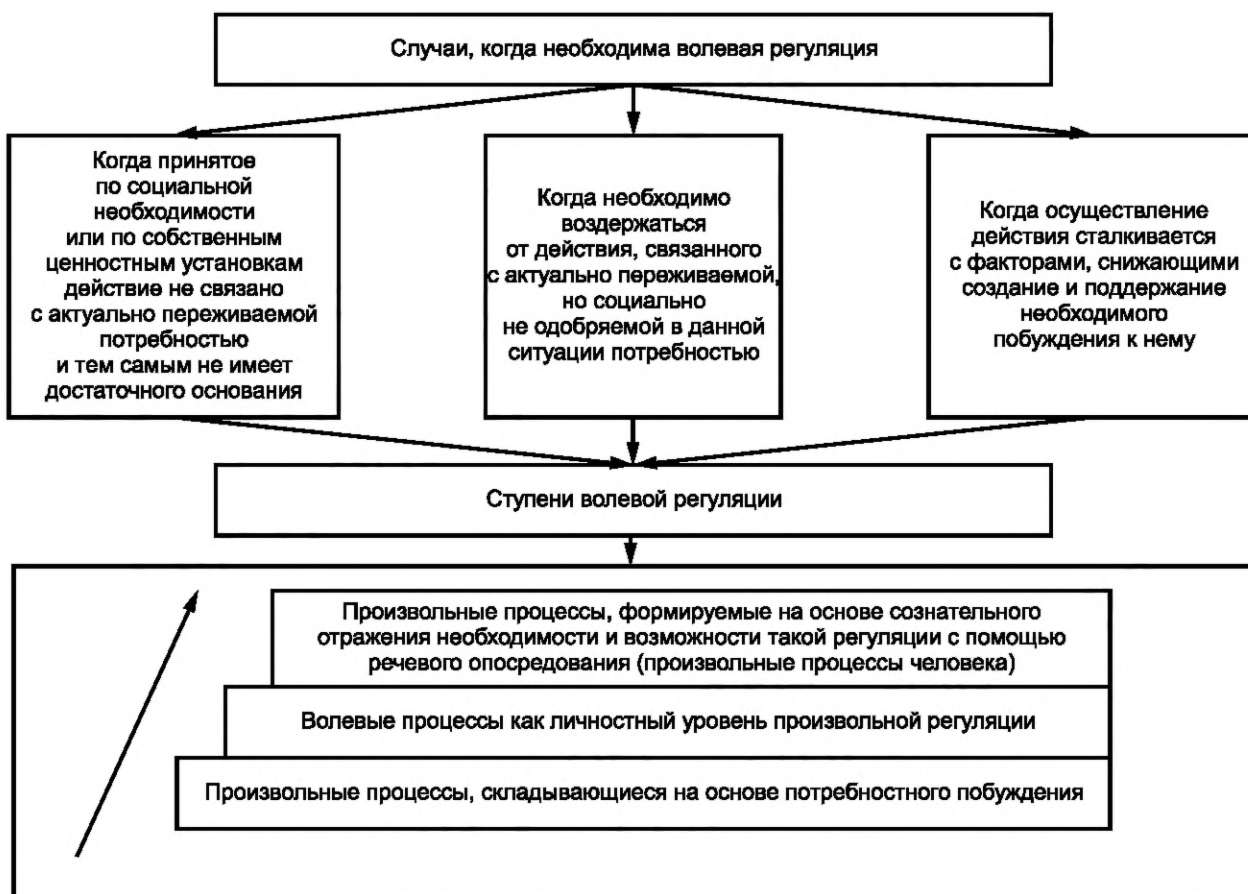 Случаи, когда необходима волевая регуляция
Когда принятое
по социальной
необходимости
или по собственным
ценностным установкам
действие не связано
с актуально переживаемой
потребностью
и тем самым не имеет
достаточного основания
Когда необходимо
воздержаться
от действия, связанного
с актуально переживаемой,
но социально
не одобряемой в данной
ситуации потребностью
Когда осуществление
действия сталкивается
с факторами, снижающими
создание и поддержание
необходимого
побуждения к нему
Ступени волевой регуляции
Произвольные процессы, формируемые на основе сознательного
отражения необходимости и возможности такой регуляции с помощью
речевого опосредования (произвольные процессы человека)
Волевые процессы как личностный уровень произвольной регуляции
Произвольные процессы, складывающиеся на основе потребностного побуждения